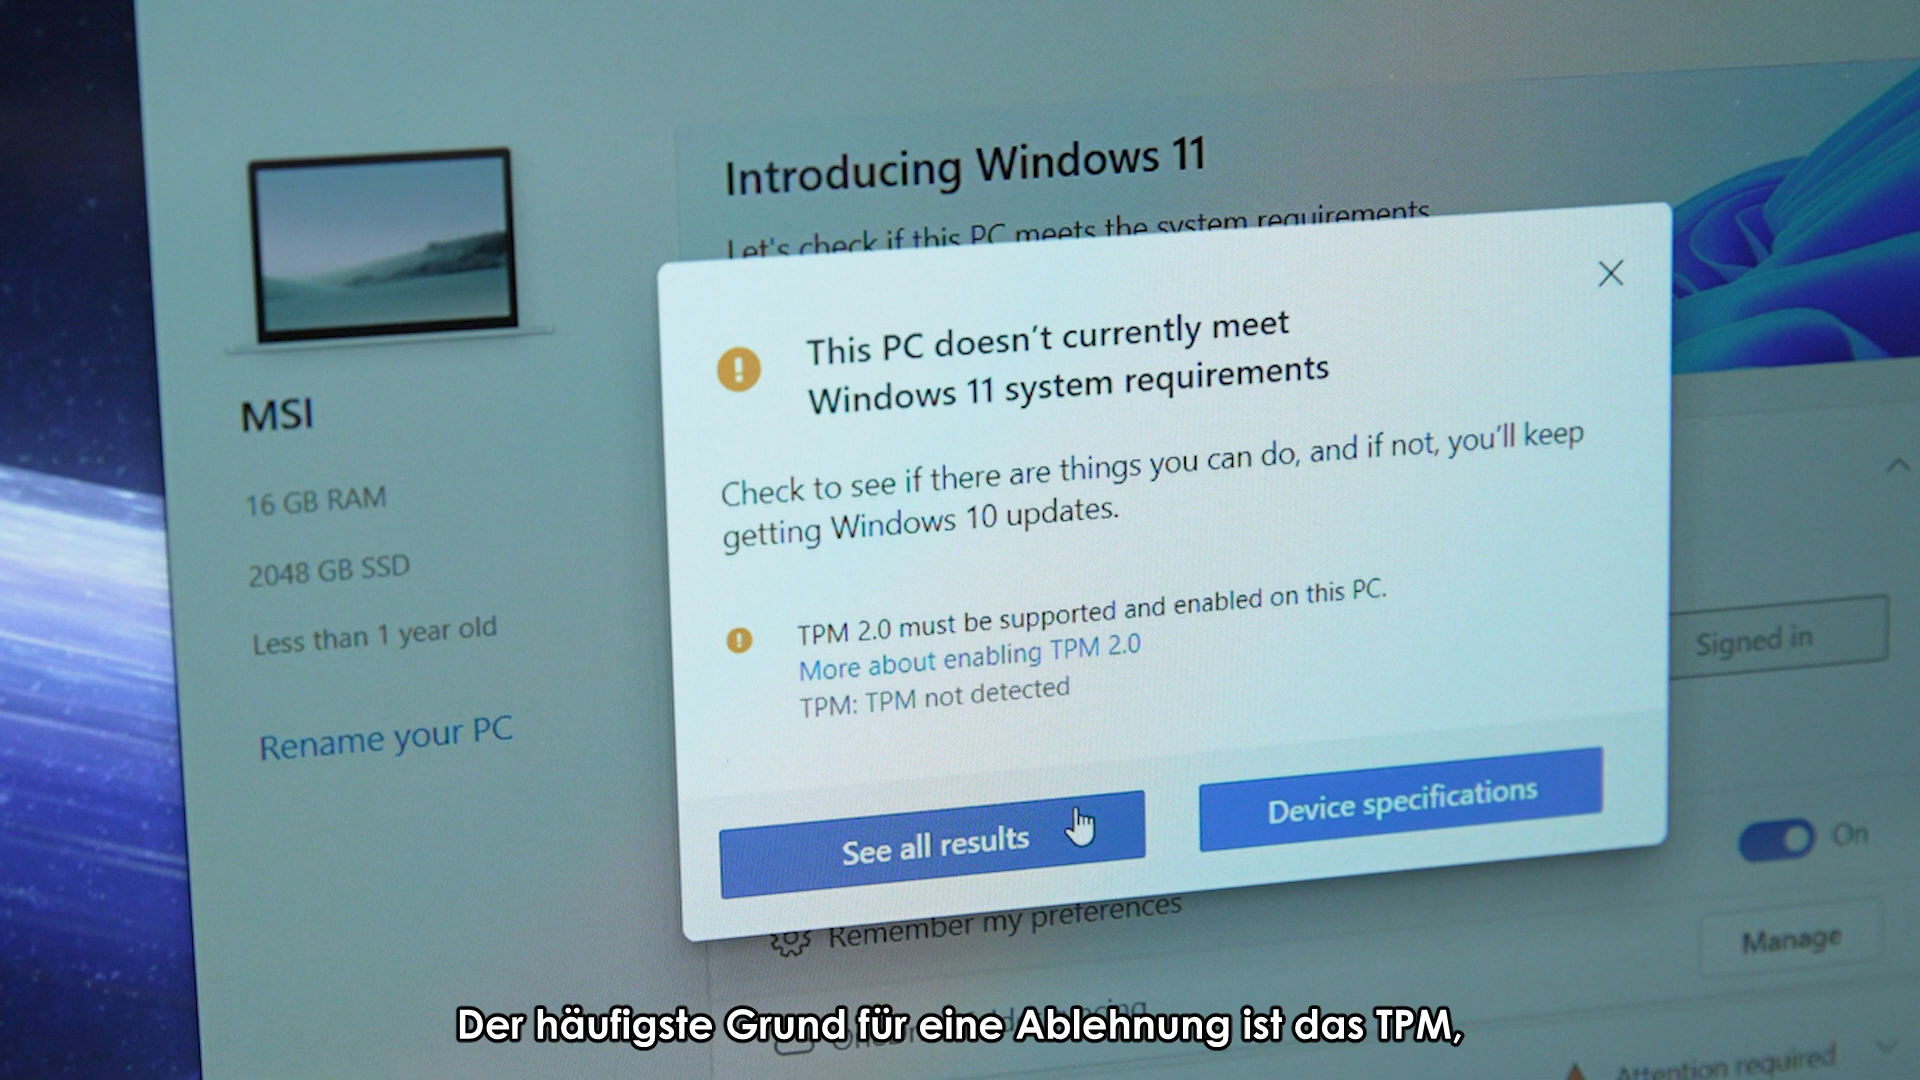 MSI
16 GB RAM
2048 GB SSD
Less than 1 year old
Rename your PC
Introducing Windows 11
Let's check if this PC meets the system requirements
This PC doesn't currently meet
Windows 11 system requirements
Check to see if there are things you can do, and if not, you'll keep
getting Windows 10 updates.
TPM 2.0 must be supported and enabled on this PC.
More about enabling TPM 2.0
TPM: TPM not detected
See all results
Device specifications
Signed in
On
Remember my preferences
Manage
Attention required
Der häufigste Grund für eine Ablehnung ist das TPM,